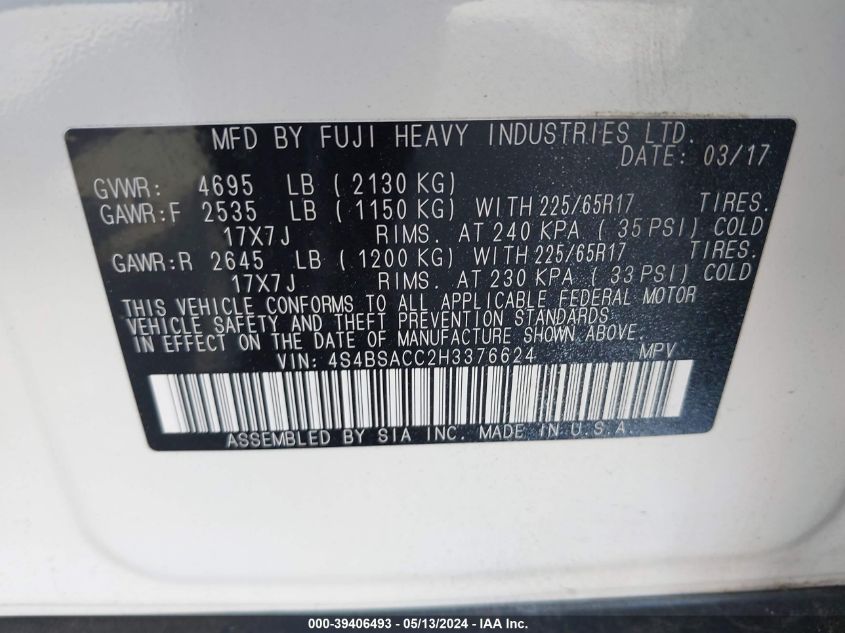 MFD BY FUJI HEAVY INDUSTRIES LTD.
DATE: 03/17
GVWR: 4695 LB ( 2130 KG)
GAWR:F 2535 LB ( 1150 KG) WITH 225/65R17 TIRES.
17X7J RIMS. AT 240 KPA ( 35 PSI) COLD
GAWR:R 2645 LB ( 1200 KG) WITH 225/65R17 TIRES.
17X7J RIMS. AT 230 KPA ( 33 PSI) COLD
THIS VEHICLE CONFORMS TO ALL APPLICABLE FEDERAL MOTOR
VEHICLE SAFETY AND THEFT PREVENTION STANDARDS
IN EFFECT ON THE DATE OF MANUFACTURE SHOWN ABOVE.
VIN: 4S4BSACC2H3376624 MPV
ASSEMBLED BY SIA INC. MADE IN U.S.A.
000-39406493 - 05/13/2024 - IAA Inc.